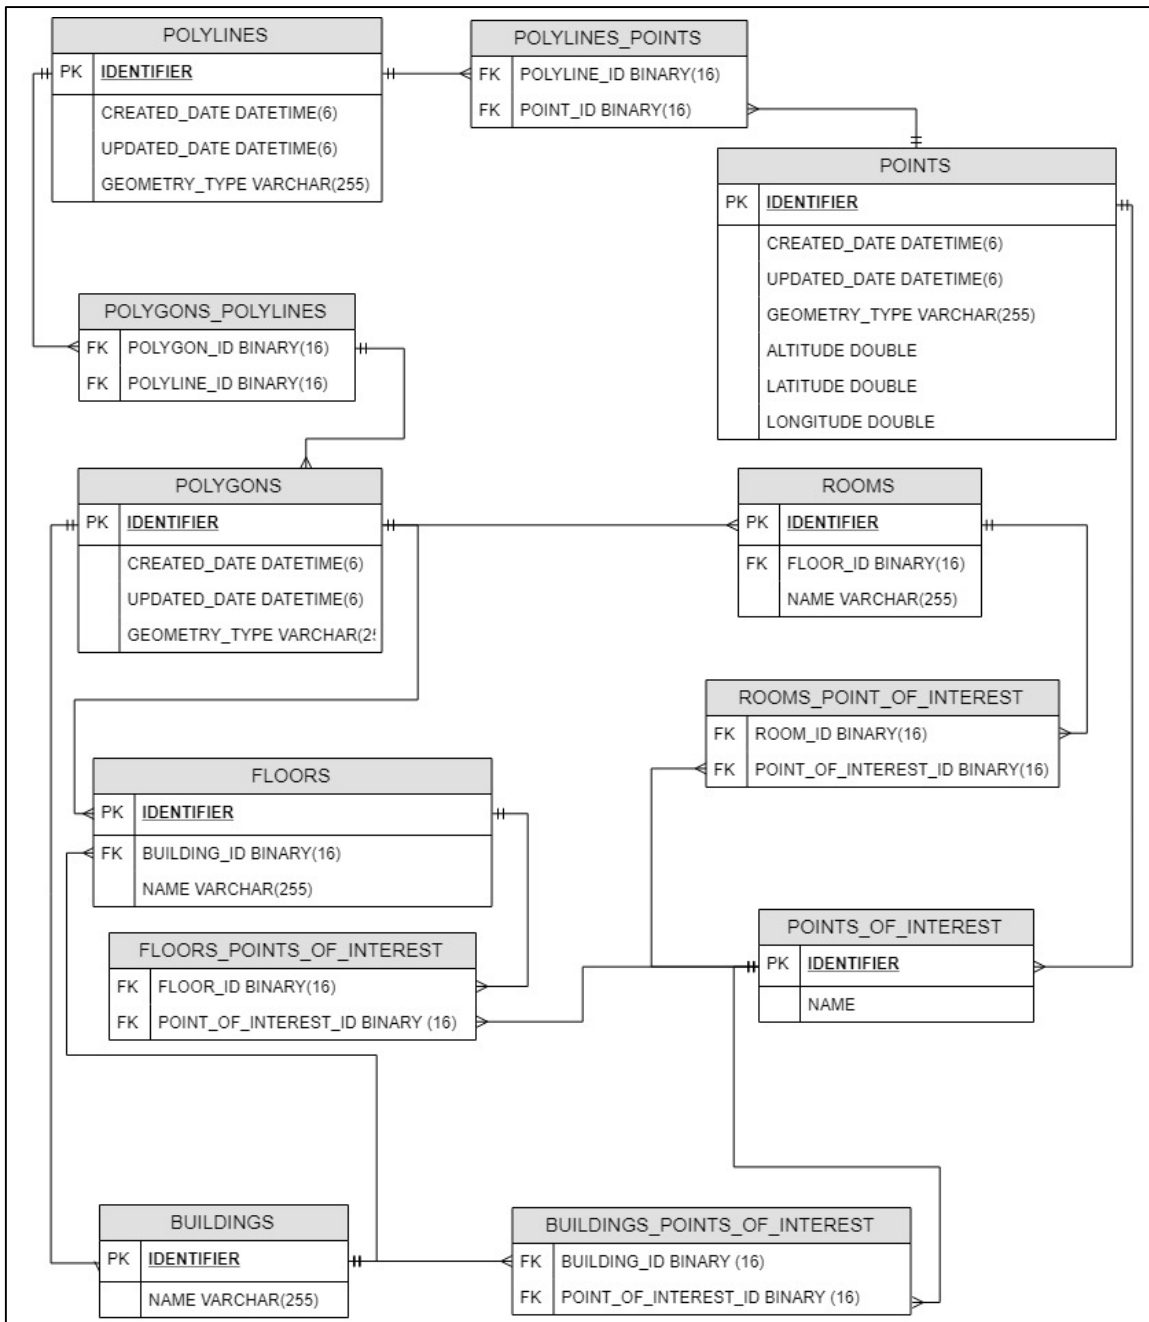 POLYLINES
PK IDENTIFIER
CREATED_DATE DATETIME(6)
UPDATED_DATE DATETIME(6)
GEOMETRY_TYPE VARCHAR(255)
POLYLINES_POINTS
FK POLYLINE_ID BINARY(16)
FK POINT_ID BINARY(16)
POINTS
PK IDENTIFIER
CREATED_DATE DATETIME(6)
UPDATED_DATE DATETIME(6)
GEOMETRY_TYPE VARCHAR(255)
ALTITUDE DOUBLE
LATITUDE DOUBLE
LONGITUDE DOUBLE
POLYGONS_POLYLINES
FK POLYGON_ID BINARY(16)
FK POLYLINE_ID BINARY(16)
POLYGONS
PK IDENTIFIER
CREATED_DATE DATETIME(6)
UPDATED_DATE DATETIME(6)
GEOMETRY_TYPE VARCHAR(2
ROOMS
PK IDENTIFIER
FK FLOOR_ID BINARY(16)
NAME VARCHAR(255)
ROOMS_POINT_OF_INTEREST
FK ROOM_ID BINARY(16)
FK POINT_OF_INTEREST_ID BINARY(16)
FLOORS
PK IDENTIFIER
FK BUILDING_ID BINARY(16)
NAME VARCHAR(255)
FLOORS_POINTS_OF_INTEREST
FK FLOOR_ID BINARY(16)
FK POINT_OF_INTEREST_ID BINARY (16)
POINTS_OF_INTEREST
PK IDENTIFIER
NAME
BUILDINGS
PK IDENTIFIER
NAME VARCHAR(255)
BUILDINGS_POINTS_OF_INTEREST
FK BUILDING_ID BINARY (16)
FK POINT_OF_INTEREST_ID BINARY (16)